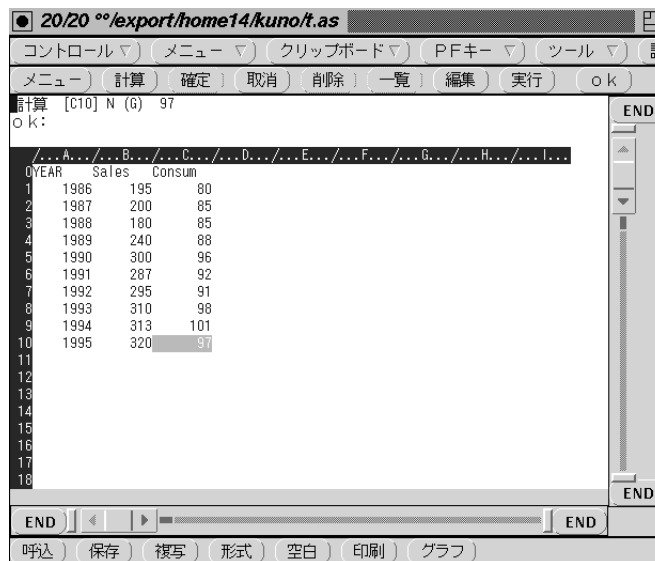 20/20 °°/export/home14/kuno/t.as
コントロール ▽ メニュー ▽ クリップボード ▽ PFキー ▽ ツール ▽
メニュー 計算 確定 取消 削除 一覧 編集 実行 ok
計算 [C10] N (G) 97
ok:
END
/...A.../...B.../...C.../...D.../...E.../...F.../...G.../...H.../...I...
0 YEAR Sales Consum
1 1986 195 80
2 1987 200 85
3 1988 180 85
4 1989 240 88
5 1990 300 96
6 1991 287 92
7 1992 295 91
8 1993 310 98
9 1994 313 101
10 1995 320 97
11
12
13
14
15
16
17
18
END
END END
呼込 保存 複写 形式 空白 印刷 グラフ